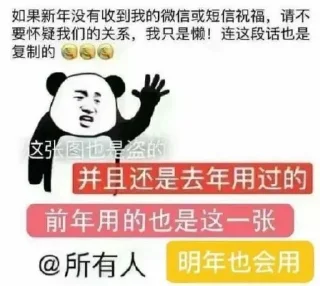 如果新年没有收到我的微信或短信祝福，请不
要怀疑我们的关系，我只是懒！连这段话也是
复制的
这张图也是盗的
并且还是去年用过的
前年用的也是这一张
@所有人
明年也会用